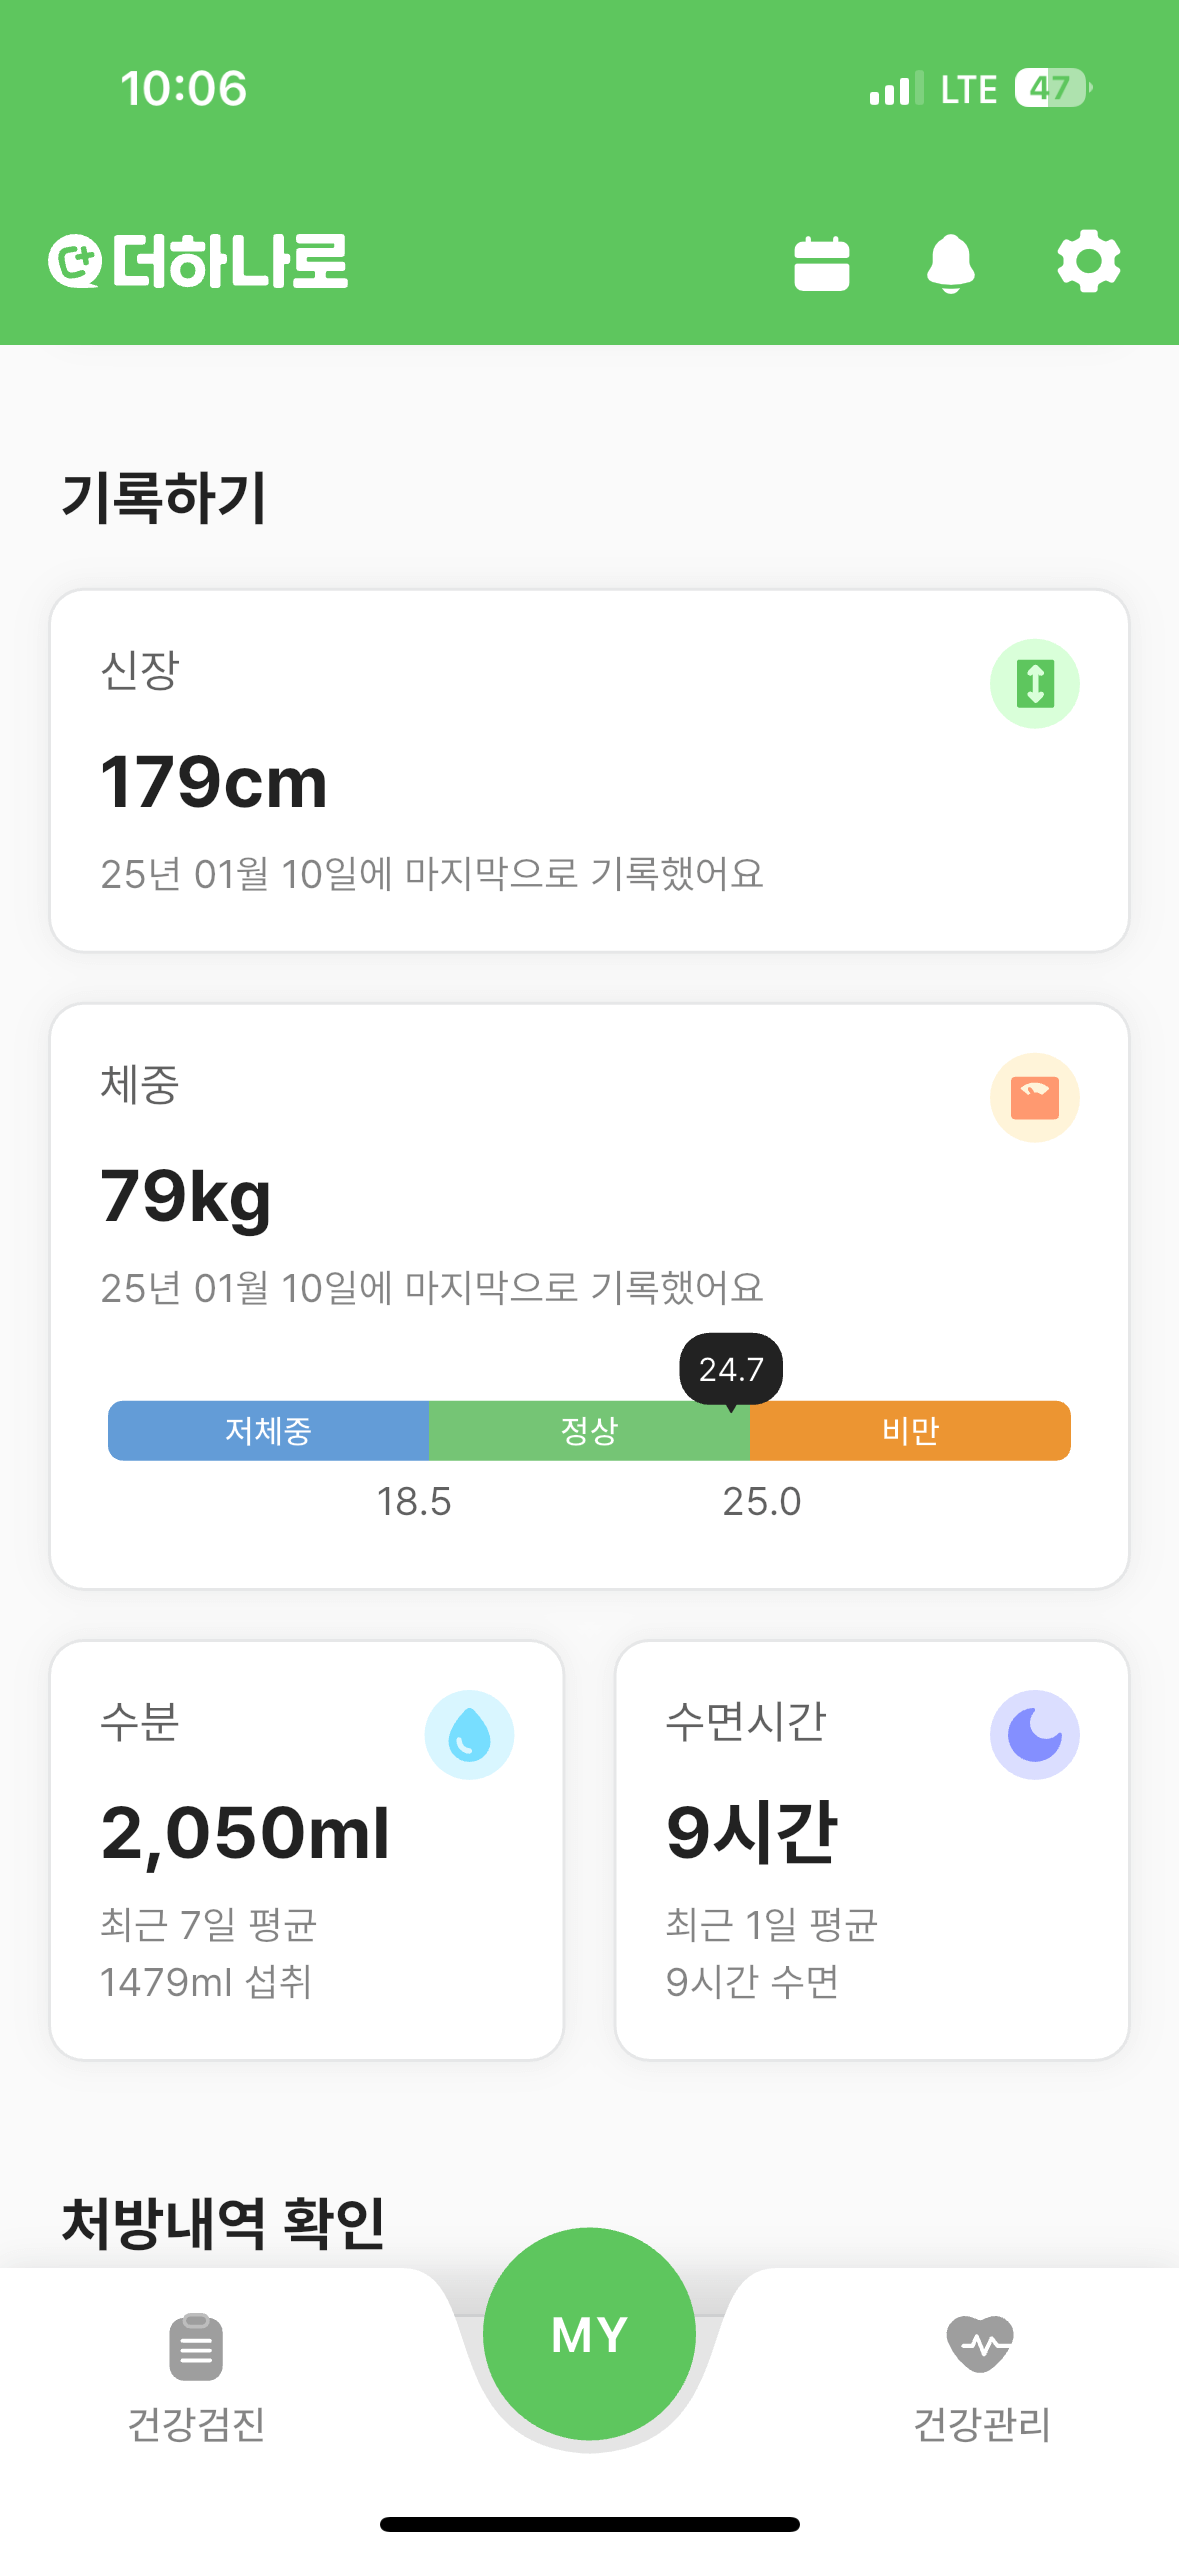 10:06
LTE 47
더하나로
기록하기
신장
179cm
25년 01월 10일에 마지막으로 기록했어요
체중
79kg
25년 01월 10일에 마지막으로 기록했어요
24.7
저체중 정상 비만
18.5 25.0
수분
2,050ml
최근 7일 평균
1479ml 섭취
수면시간
9시간
최근 1일 평균
9시간 수면
처방내역 확인
건강검진
MY
건강관리